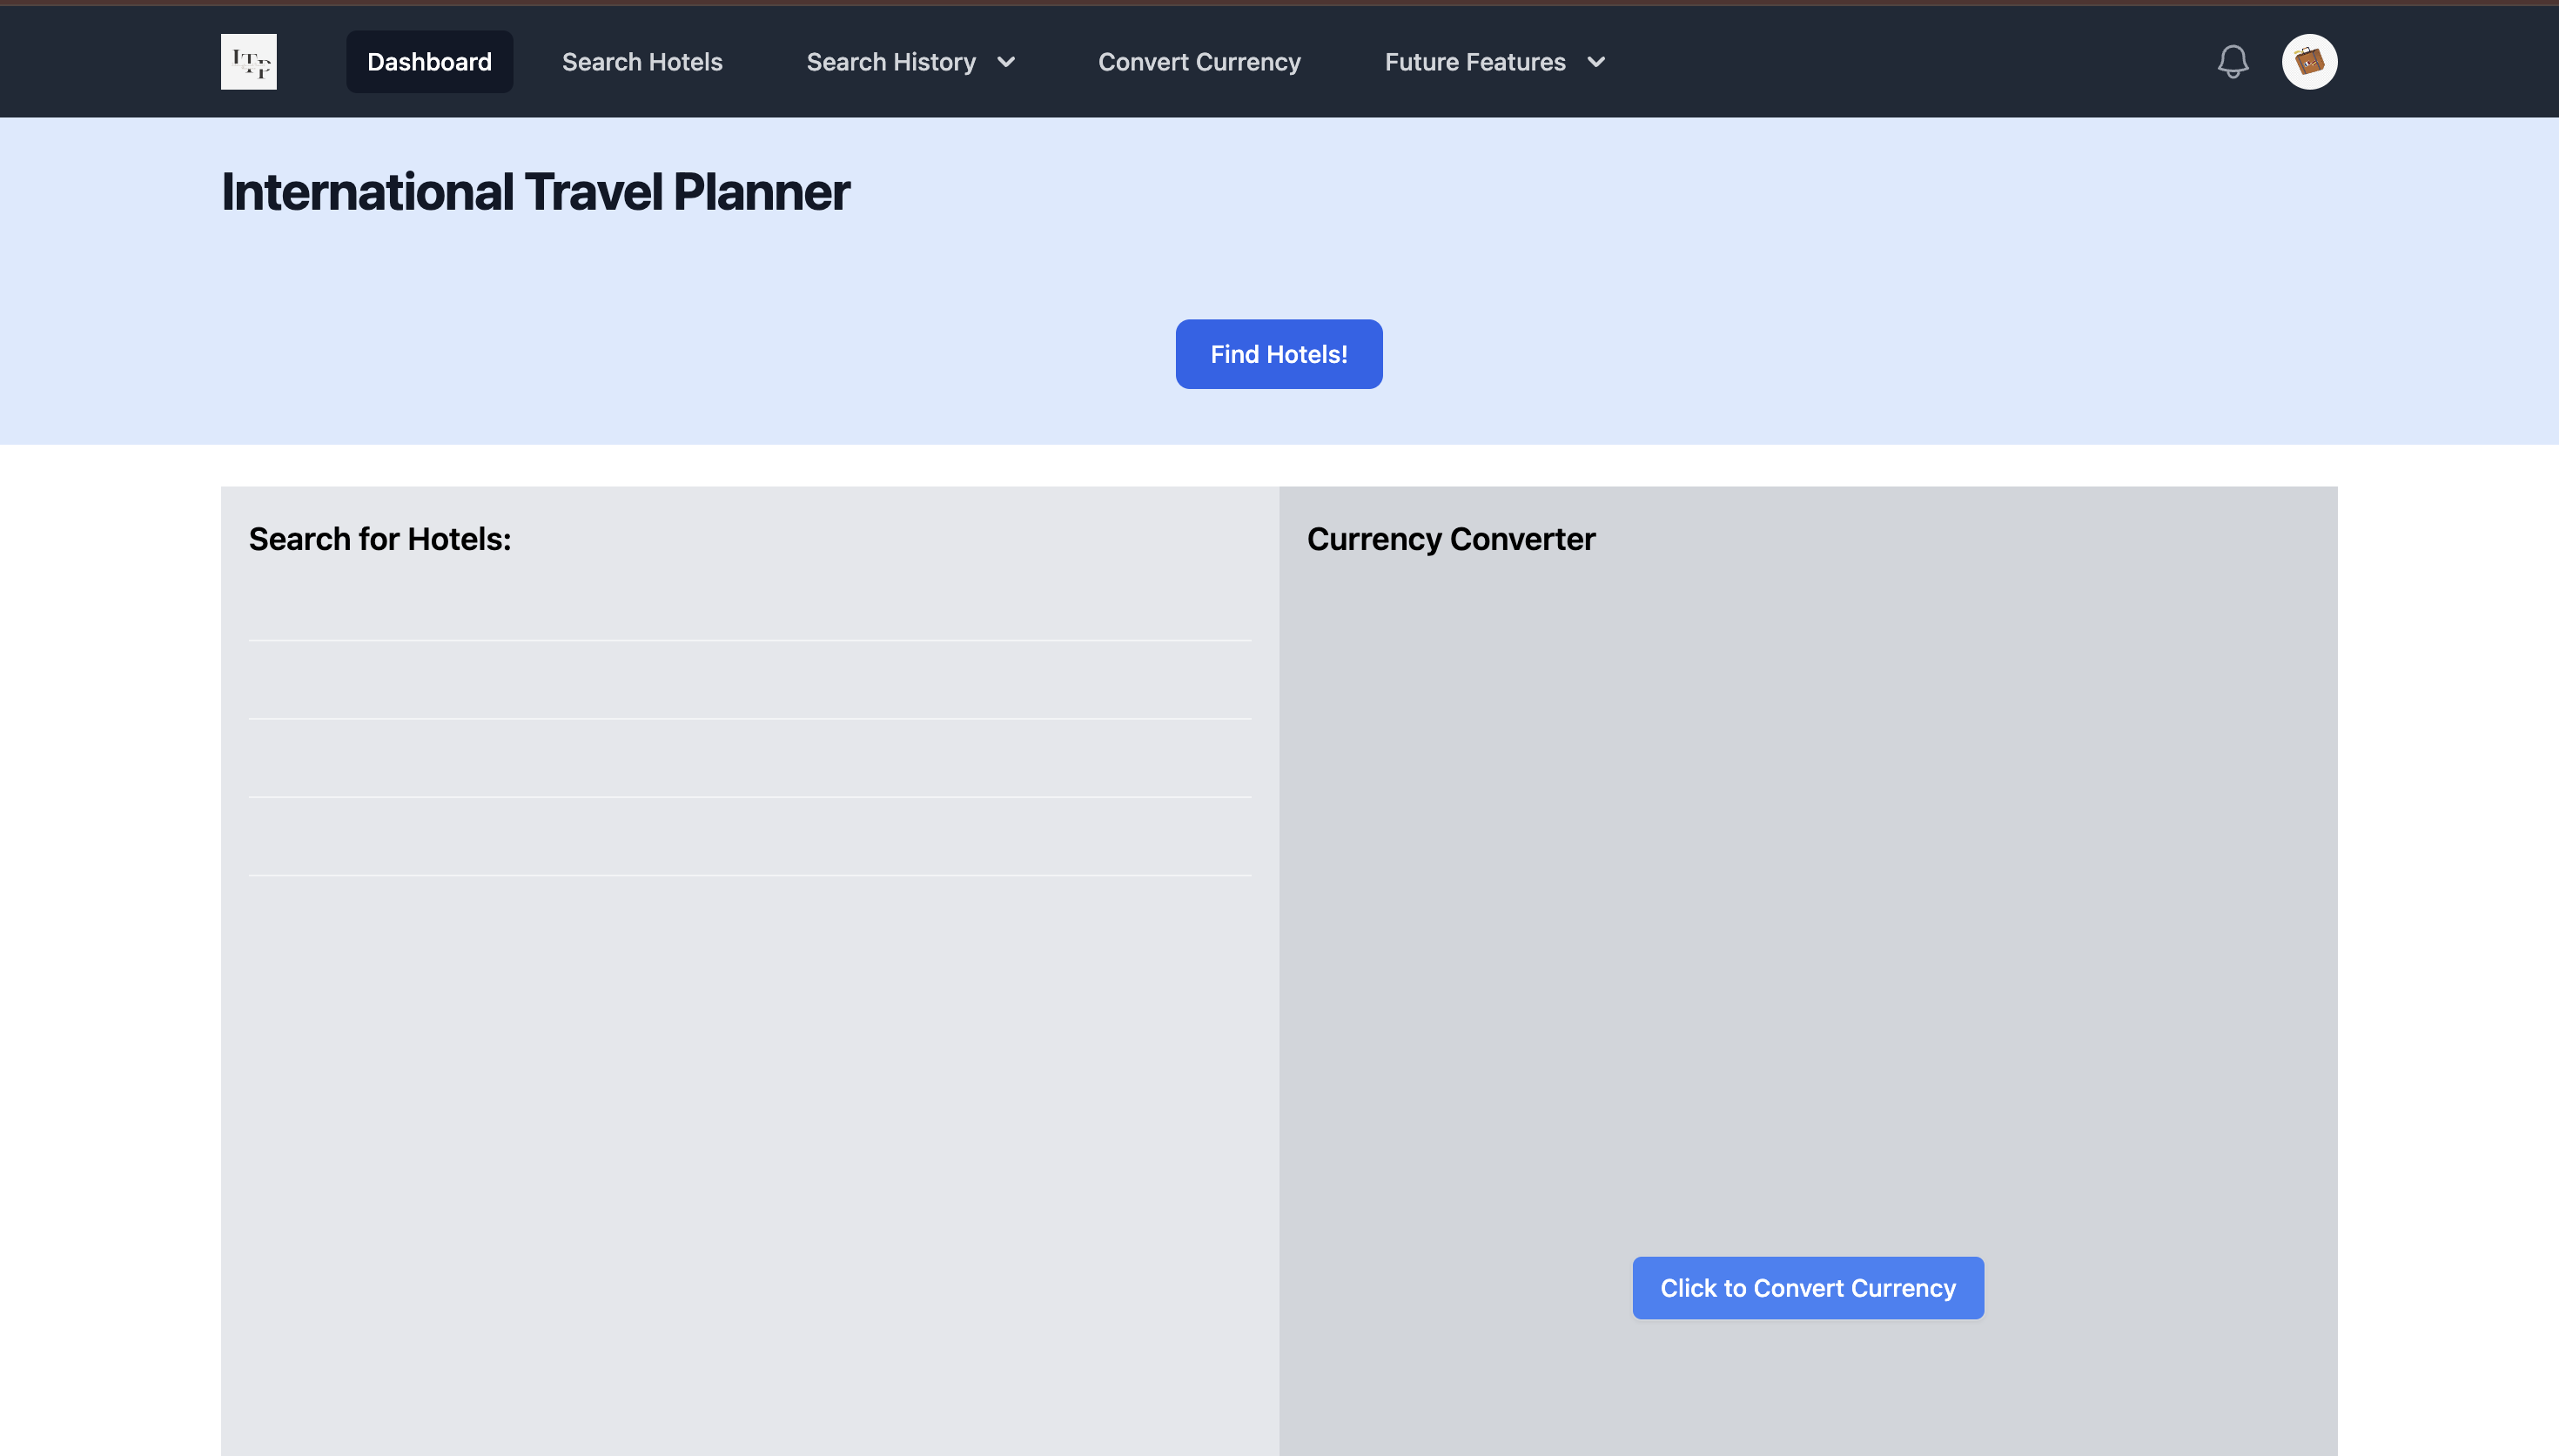 ITP
Dashboard
Search Hotels
Search History
Convert Currency
Future Features
International Travel Planner
Find Hotels!
Search for Hotels:
Currency Converter
Click to Convert Currency